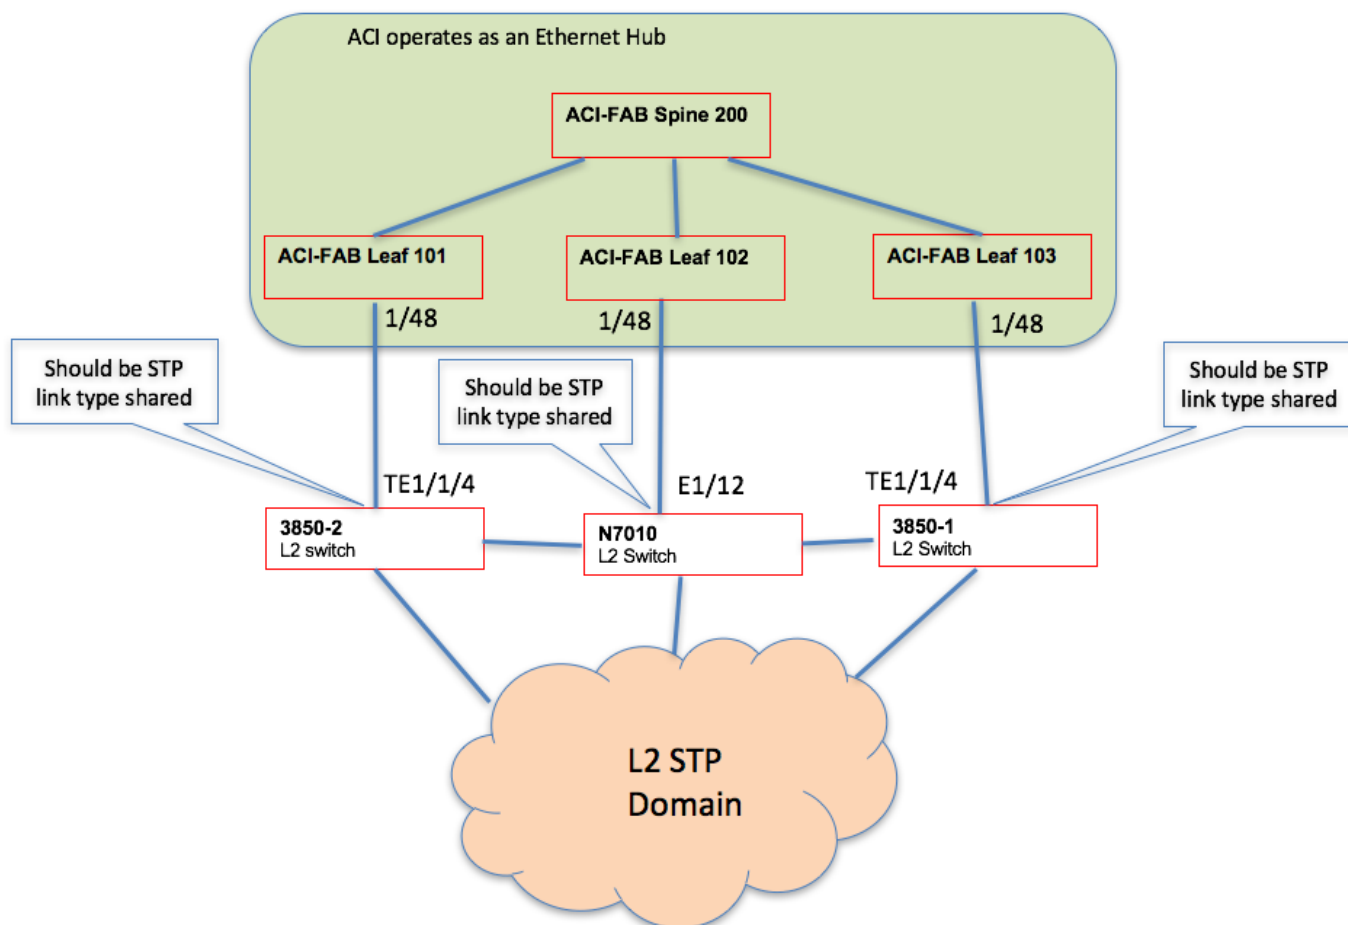 ACI operates as an Ethernet Hub
ACI-FAB Spine 200
ACI-FAB Leaf 101
ACI-FAB Leaf 102
ACI-FAB Leaf 103
1/48
1/48
1/48
Should be STP
link type shared
Should be STP
link type shared
Should be STP
link type shared
TE1/1/4
E1/12
TE1/1/4
3850-2
L2 switch
N7010
L2 Switch
3850-1
L2 Switch
L2 STP
Domain